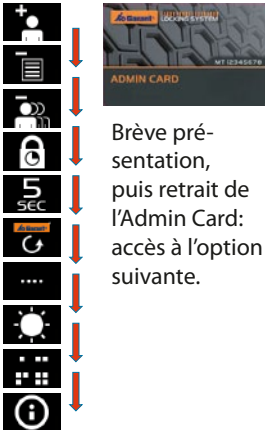 LOCKING SYSTEM
MT 12345678
ADMIN CARD
5
SEC
Brève pré-
sentation,
puis retrait de
l’Admin Card:
accès à l’option
suivante.